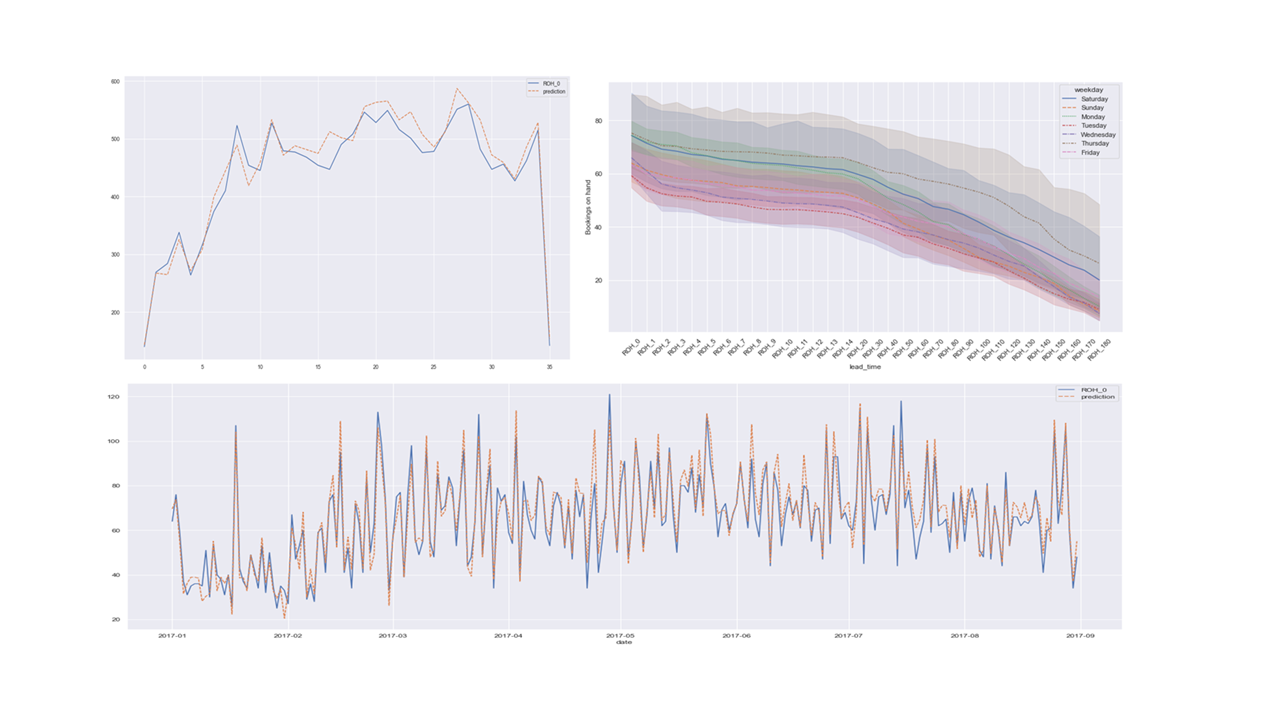 600
500
400
300
200
ROH_0
prediction
0 5 10 15 20 25 30 35
Bookings on hand
80
60
40
20
weekday
Saturday
Sunday
Monday
Tuesday
Wednesday
Thursday
Friday
ROH_0 ROH_1 ROH_2 ROH_3 ROH_4 ROH_5 ROH_6 ROH_7 ROH_8 ROH_9 ROH_10 ROH_11 ROH_12 ROH_13 ROH_14 ROH_20 ROH_30 ROH_40 ROH_50 ROH_60 ROH_70 ROH_80 ROH_90 ROH_100 ROH_110 ROH_120 ROH_130 ROH_140 ROH_150 ROH_160 ROH_170 ROH_180
lead_time
120
100
80
60
40
20
ROH_0
prediction
2017-01 2017-02 2017-03 2017-04 2017-05 2017-06 2017-07 2017-08 2017-09
date